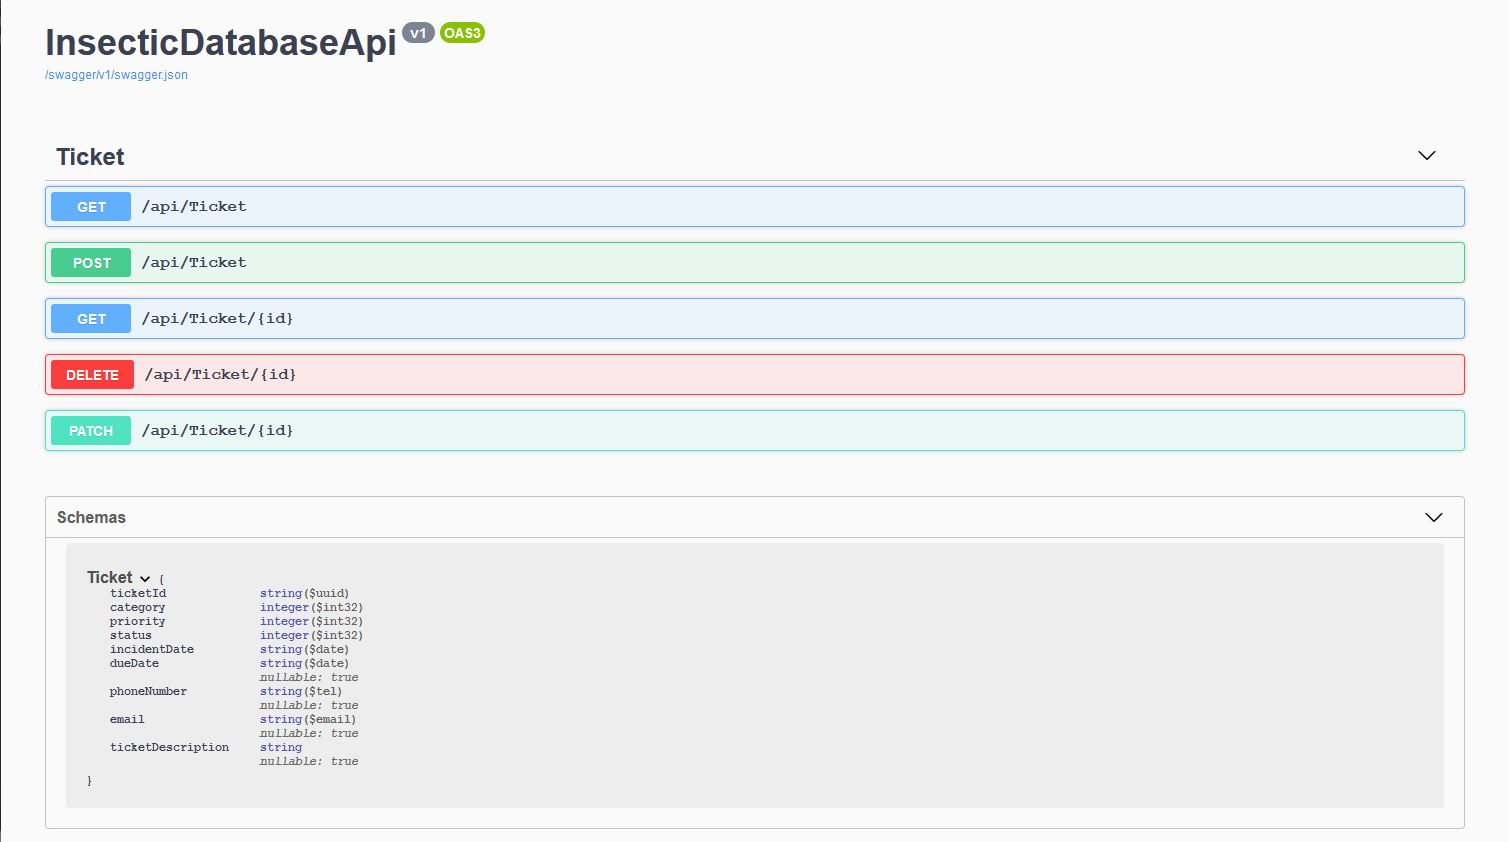 InsecticDatabaseApi v1 OAS3
/swagger/v1/swagger.json
Ticket
GET /api/Ticket
POST /api/Ticket
GET /api/Ticket/{id}
DELETE /api/Ticket/{id}
PATCH /api/Ticket/{id}
Schemas
Ticket {
ticketId string($uuid)
category integer($int32)
priority integer($int32)
status integer($int32)
incidentDate string($date)
dueDate string($date)
nullable: true
phoneNumber string($tel)
nullable: true
email string($email)
nullable: true
ticketDescription string
nullable: true
}